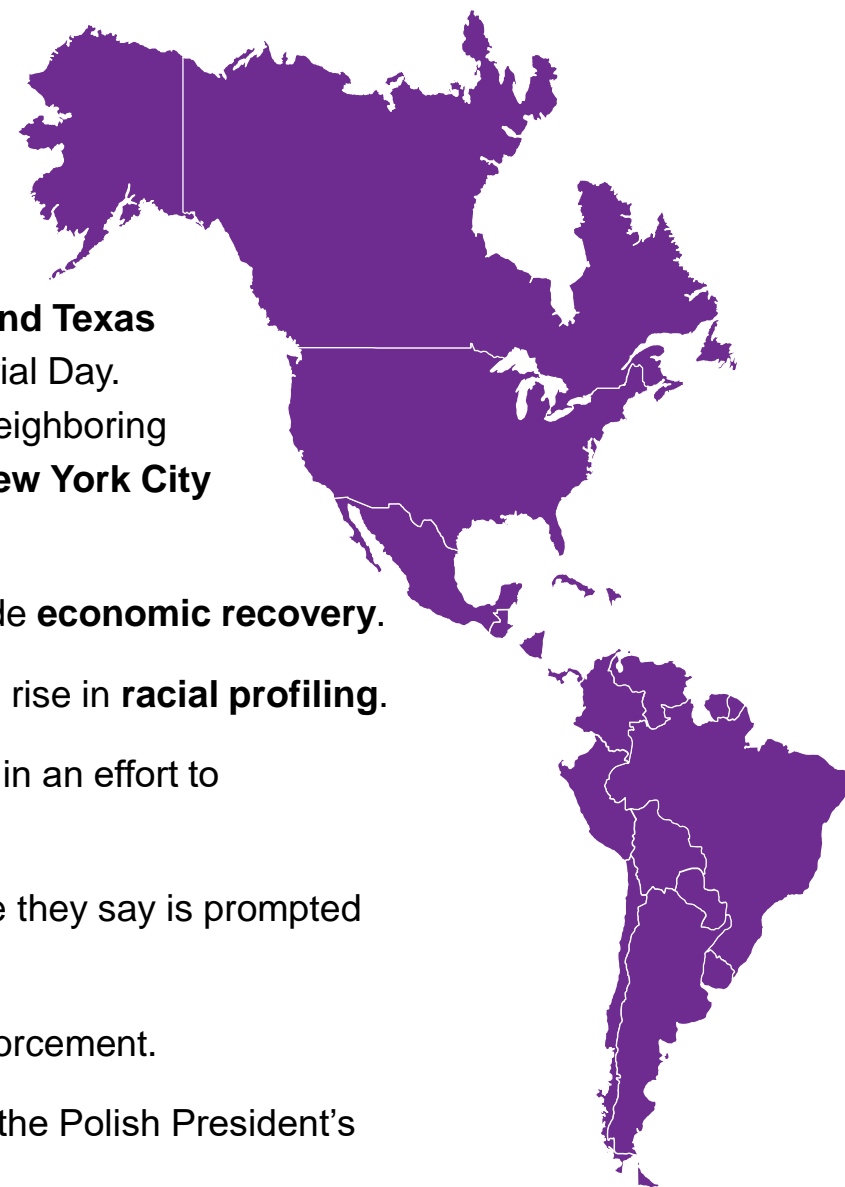 nd Texas
ial Day.
eighboring
ew York City
de economic recovery.
rise in racial profiling.
in an effort to
e they say is prompted
orcement.
the Polish President’s